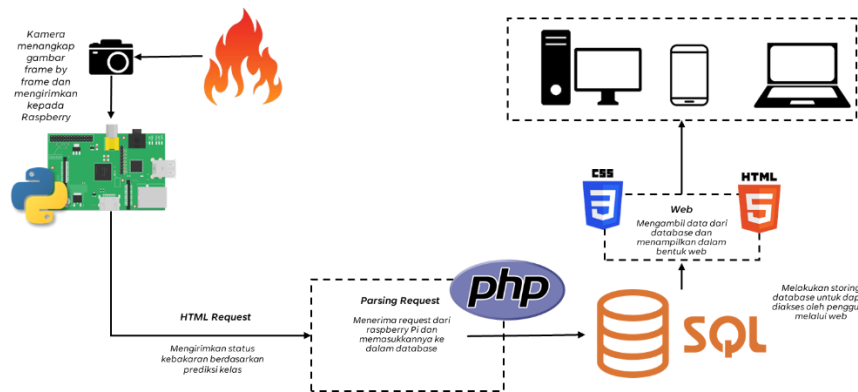 Kamera
menangkap
gambar frame by
frame dan
mengirimkan
kepada
Raspberry
HTML Request
Mengirimkan status
kebakaran berdasarkan
prediksi kelas
Parsing Request
Menerima request dari
raspberry Pi dan
memasukkannya ke
dalam database
php
CSS
3
HTML
5
Web
Mengambil data dari
database dan
menampilkan dalam
bentuk web
SQL
Melakukan storing
database untuk dap
diakses oleh penggu
melalui web